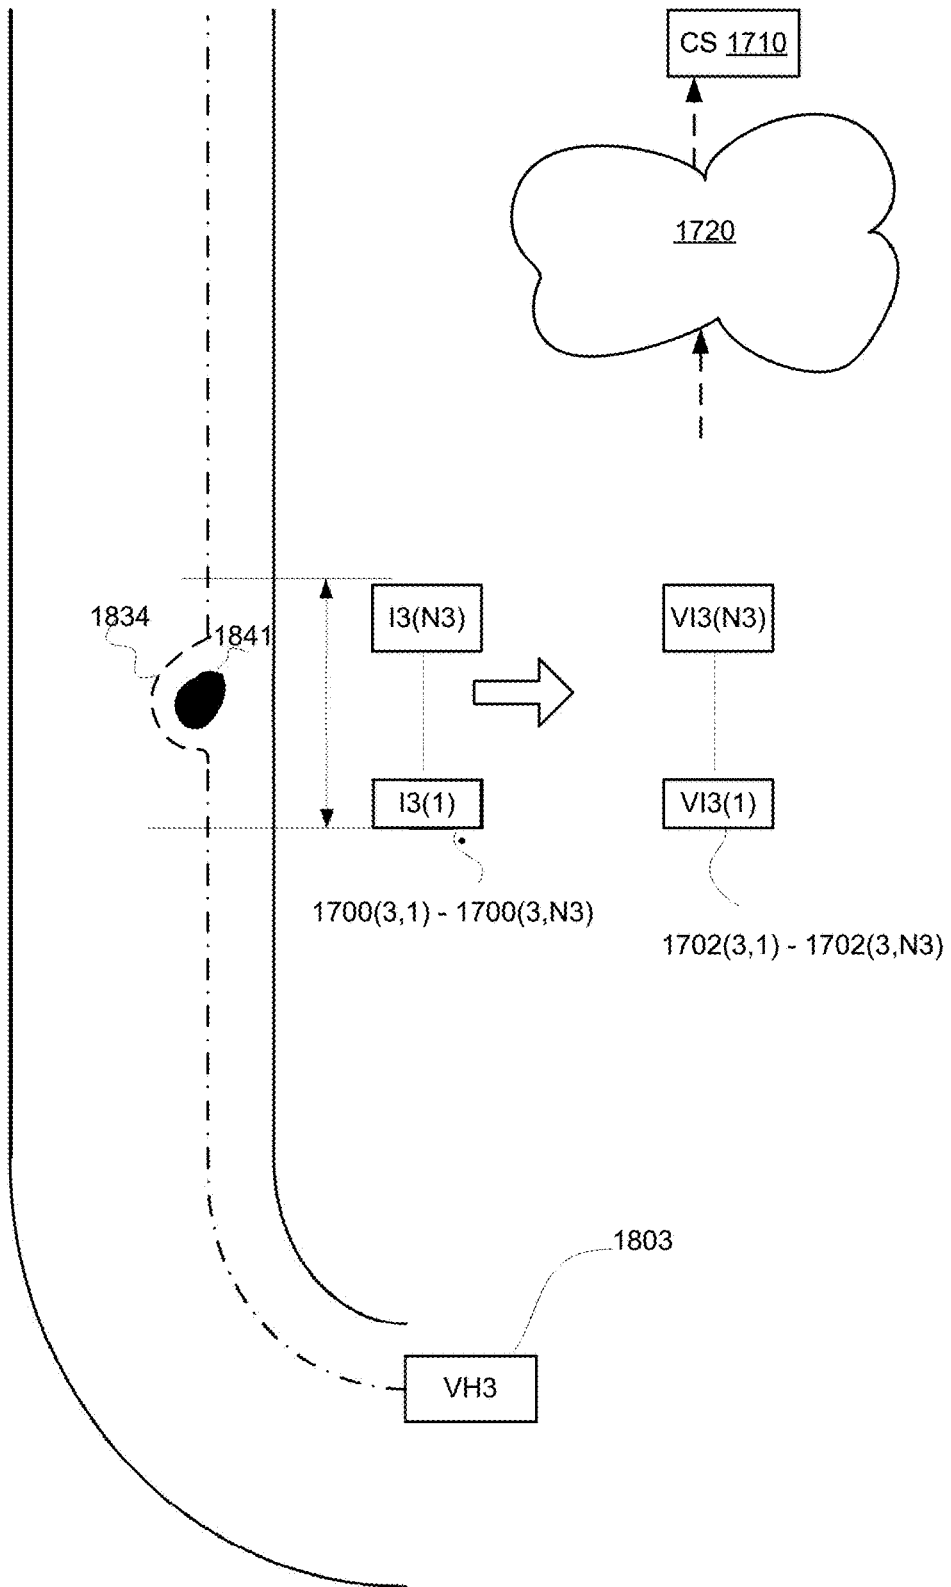 CS 1710
1720
I3(N3)
VI3(N3)
1834
1841
I3(1)
VI3(1)
1700(3,1) - 1700(3,N3)
1702(3,1) - 1702(3,N3)
1803
VH3